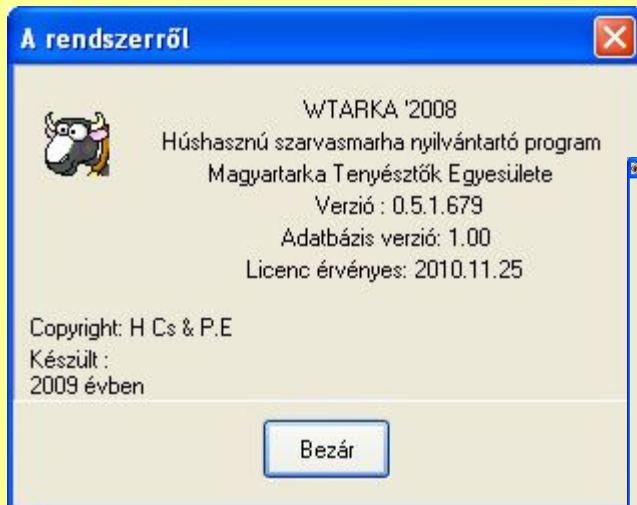 A rendszerről
WTARKA '2008
Húshasznú szarvasmarha nyilvántartó program
Magyartarka Tenyésztők Egyesülete
Verzió : 0.5.1.679
Adatbázis verzió: 1.00
Licenc érvényes: 2010.11.25
Copyright: H Cs & P.E
Készült :
2009 évben
Bezár